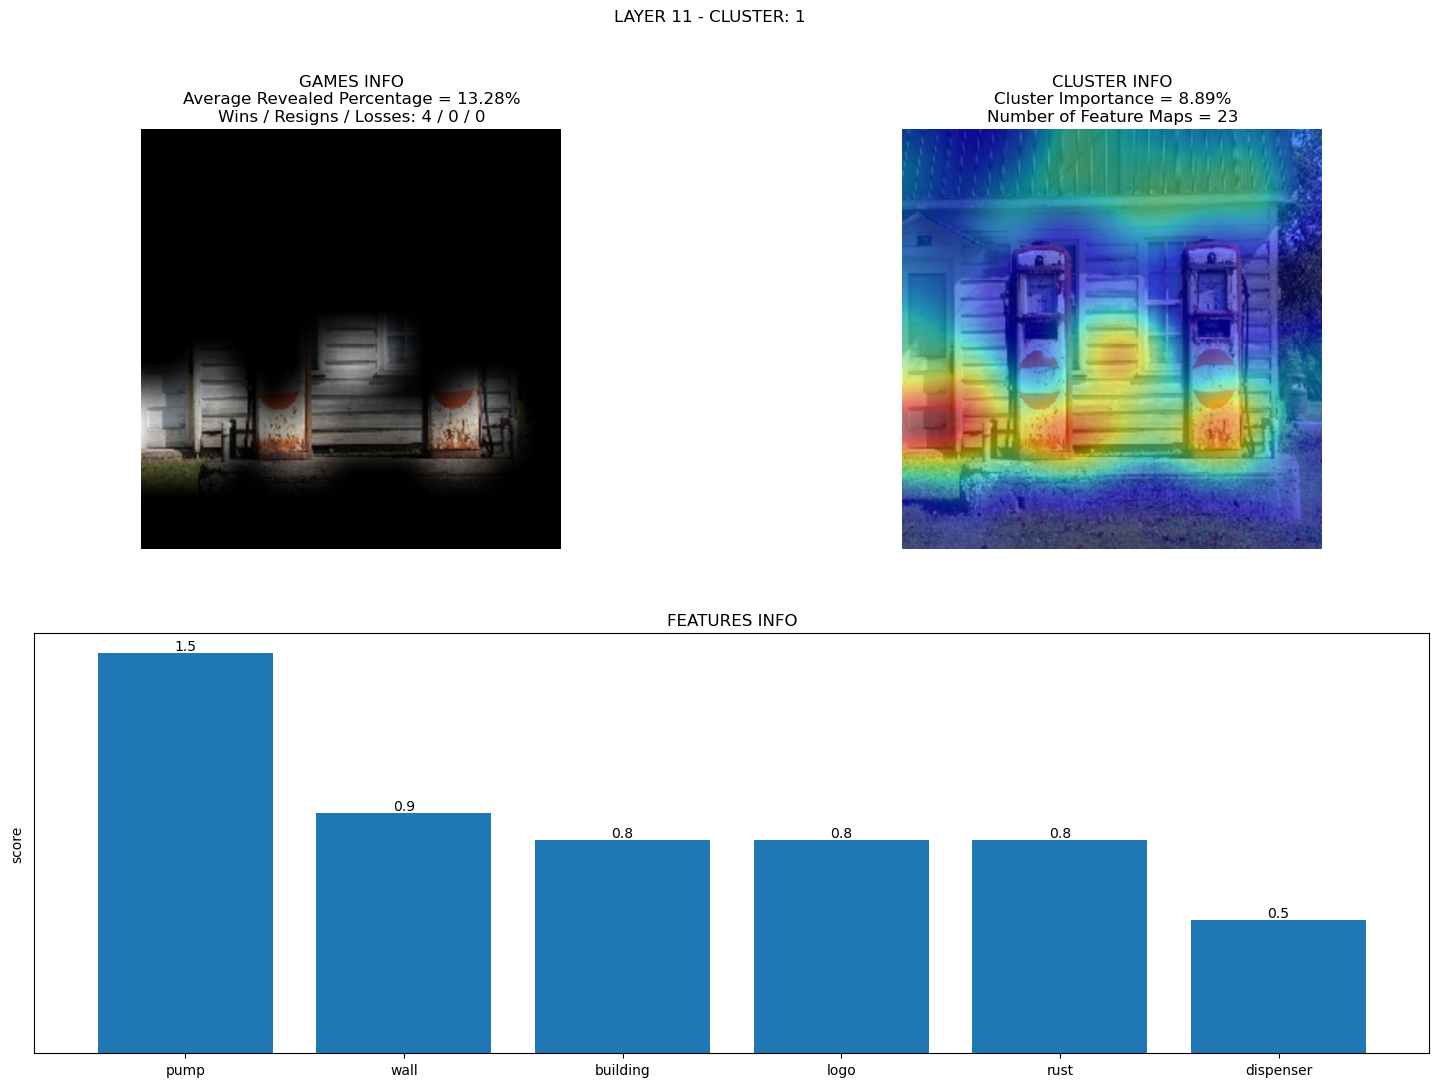 LAYER 11 - CLUSTER: 1
GAMES INFO
Average Revealed Percentage = 13.28%
Wins / Resigns / Losses: 4 / 0 / 0
CLUSTER INFO
Cluster Importance = 8.89%
Number of Feature Maps = 23
FEATURES INFO
score
1.5
0.9
0.8
0.8
0.8
0.5
pump
wall
building
logo
rust
dispenser